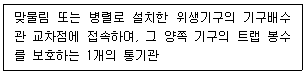 맞물림 또는 병렬로 설치한 위생기구의 기구배수
관 교차점에 접속하며, 그 양쪽 기구의 트랩 봉수
를 보호하는 1개의 통기관